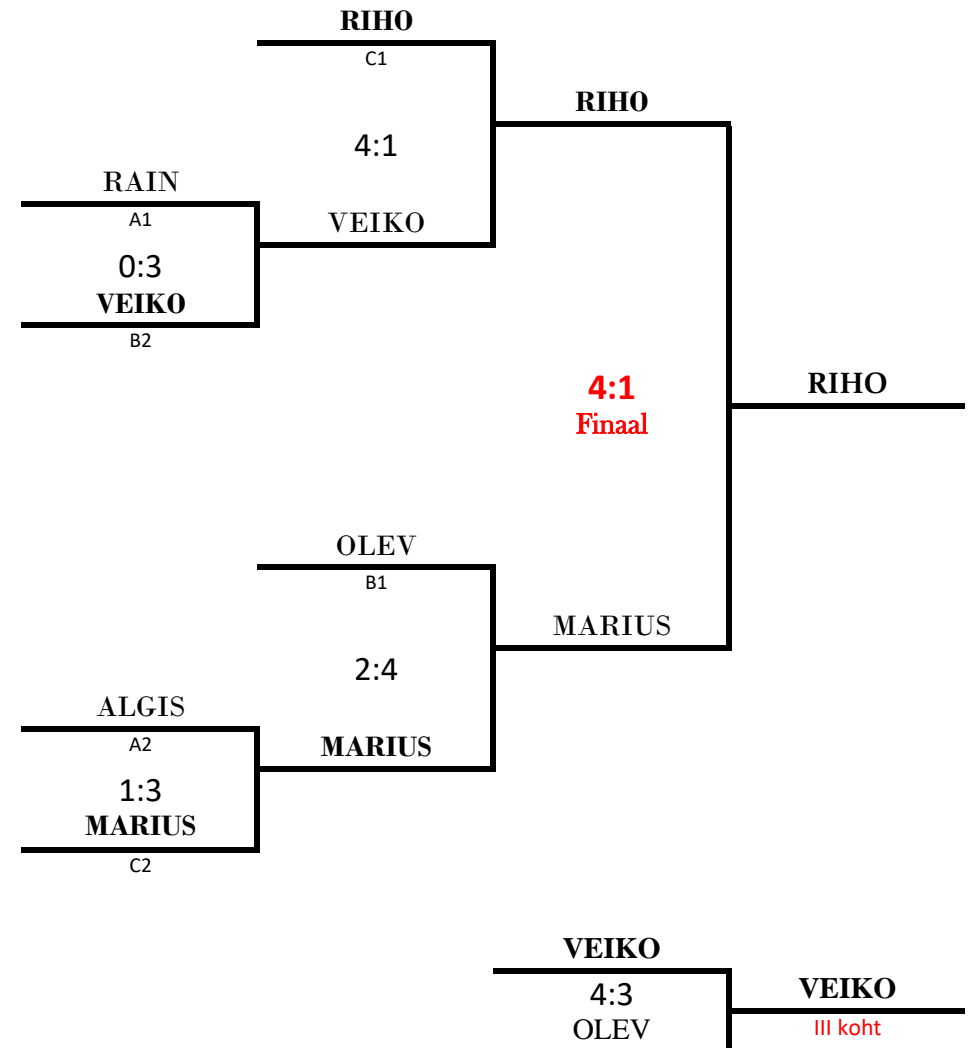 RIHO
C1
RIHO
4:1
RAIN
A1
VEIKO
0:3
VEIKO
B2
4:1
Finaal
RIHO
OLEV
B1
MARIUS
2:4
ALGIS
A2
MARIUS
1:3
MARIUS
C2
VEIKO
4:3
OLEV
VEIKO
III koht